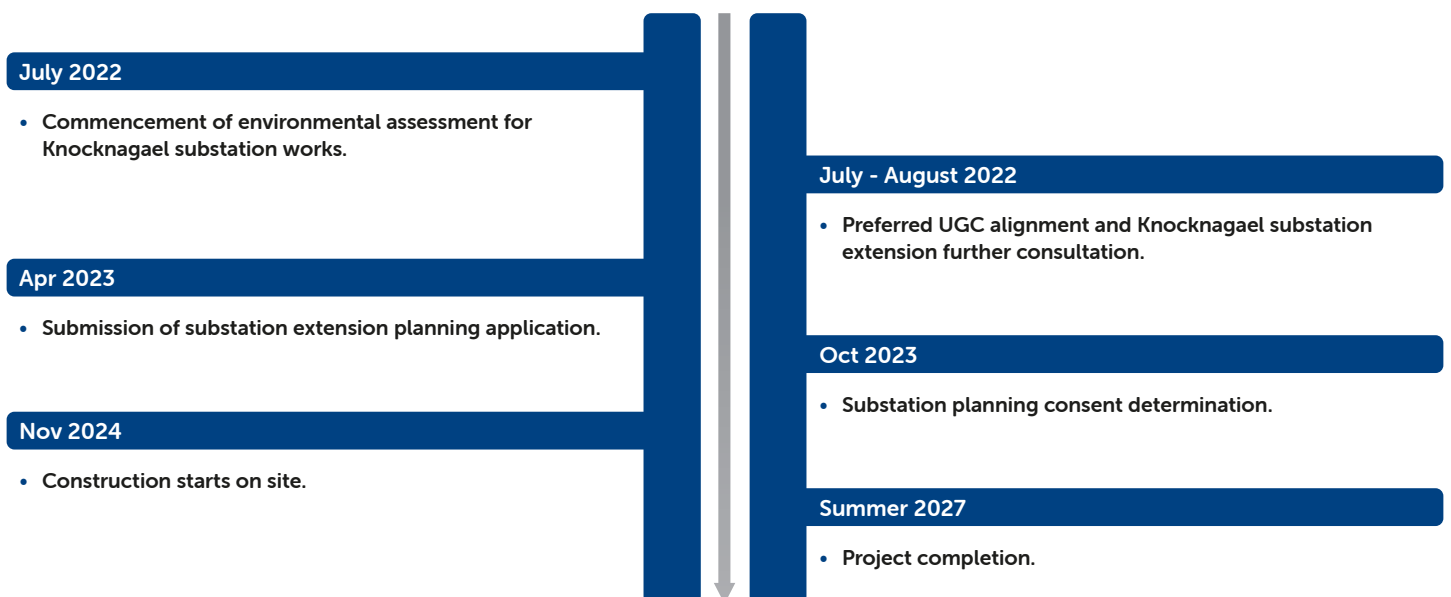 July 2022
• Commencement of environmental assessment for
Knocknagael substation works.
July - August 2022
• Preferred UGC alignment and Knocknagael substation
extension further consultation.
Apr 2023
• Submission of substation extension planning application.
Oct 2023
• Substation planning consent determination.
Nov 2024
• Construction starts on site.
Summer 2027
• Project completion.